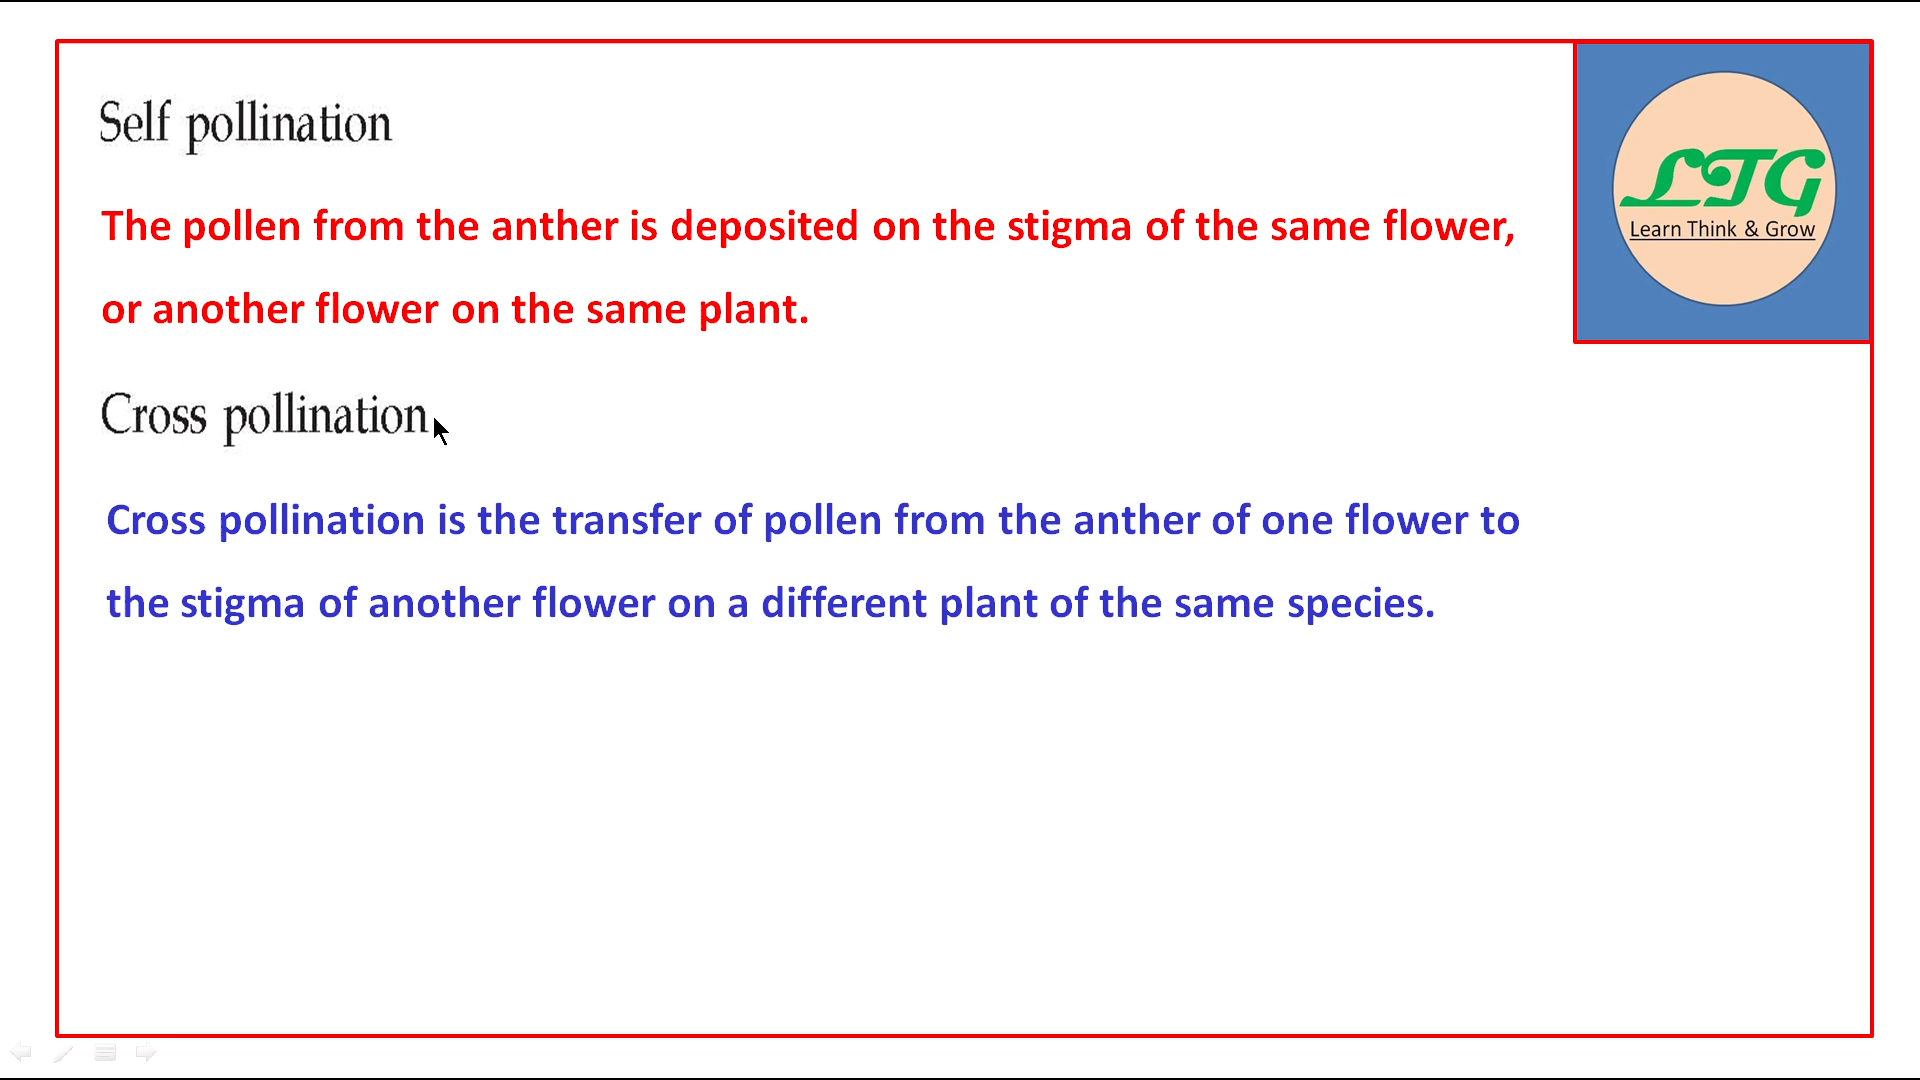 Self pollination
The pollen from the anther is deposited on the stigma of the same flower,
or another flower on the same plant.
Cross pollination
Cross pollination is the transfer of pollen from the anther of one flower to
the stigma of another flower on a different plant of the same species.
LTG
Learn Think & Grow